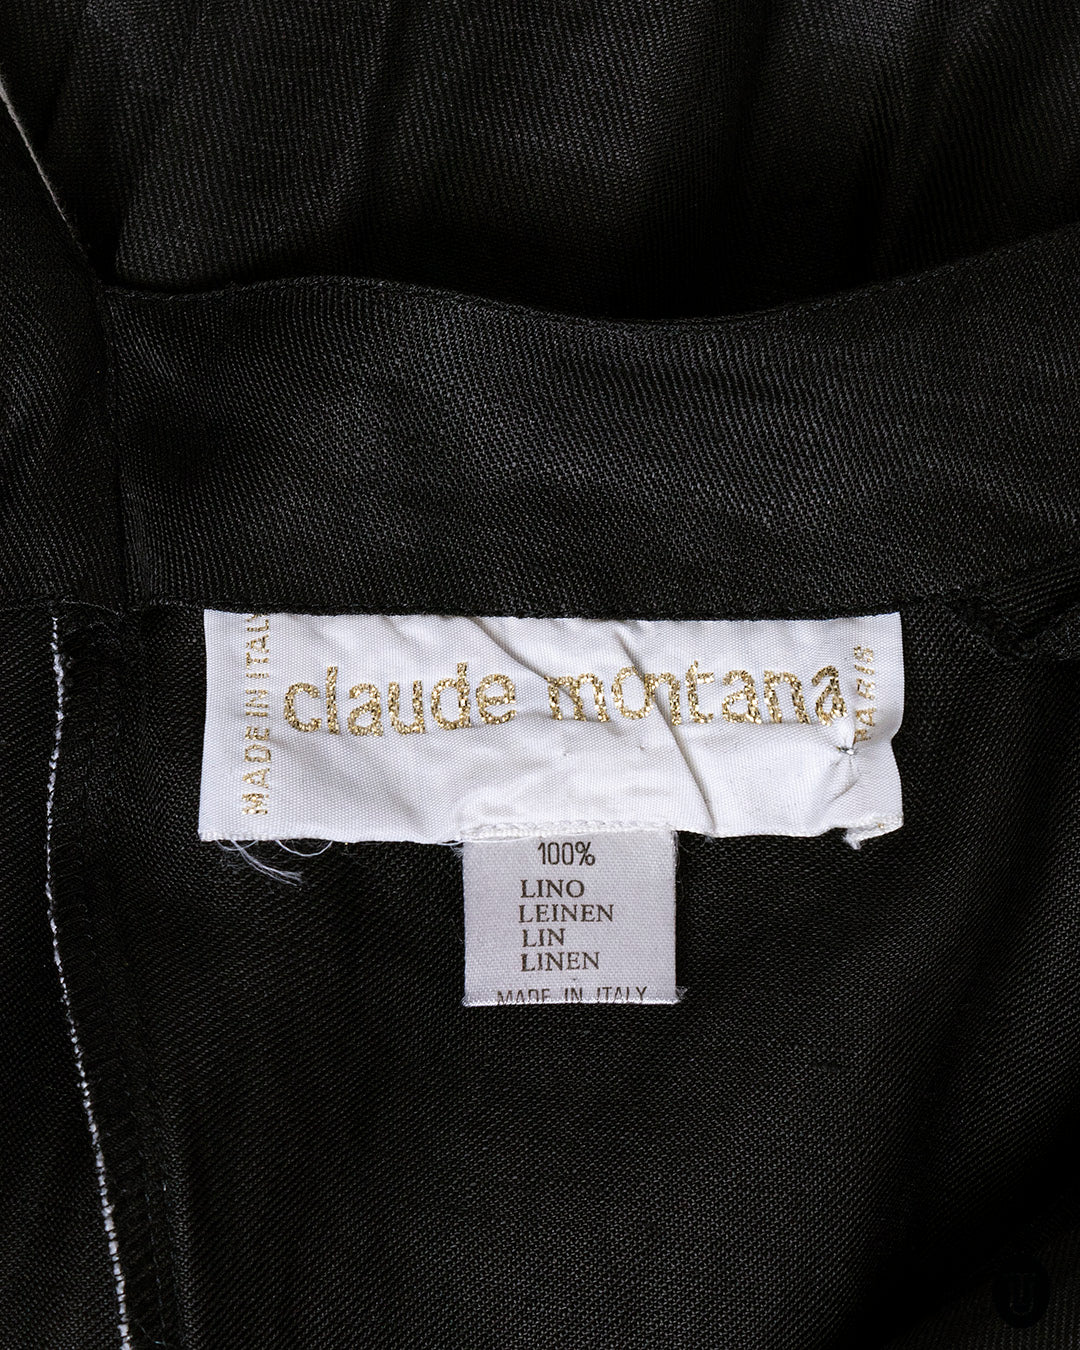 MADE IN ITALY
claude montana
PARIS
100%
LINO
LEINEN
LIN
LINEN
MADE IN ITALY